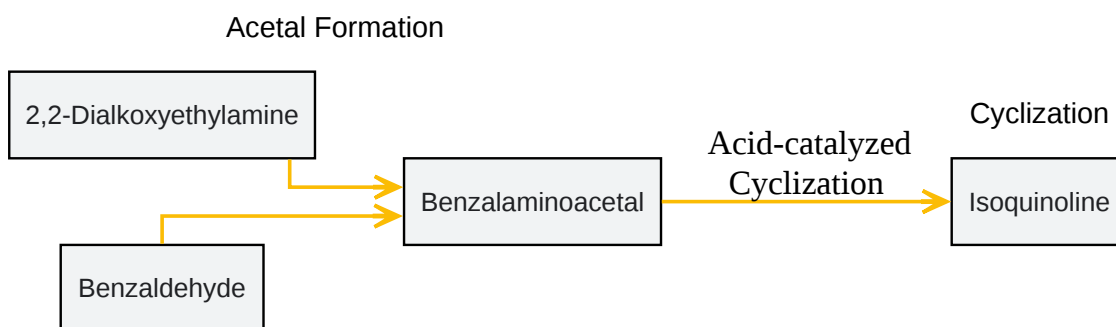 Acetal Formation
2,2-Dialkoxyethylamine
Cyclization
Acid-catalyzed
Cyclization
Benzalaminoacetal
Isoquinoline
Benzaldehyde